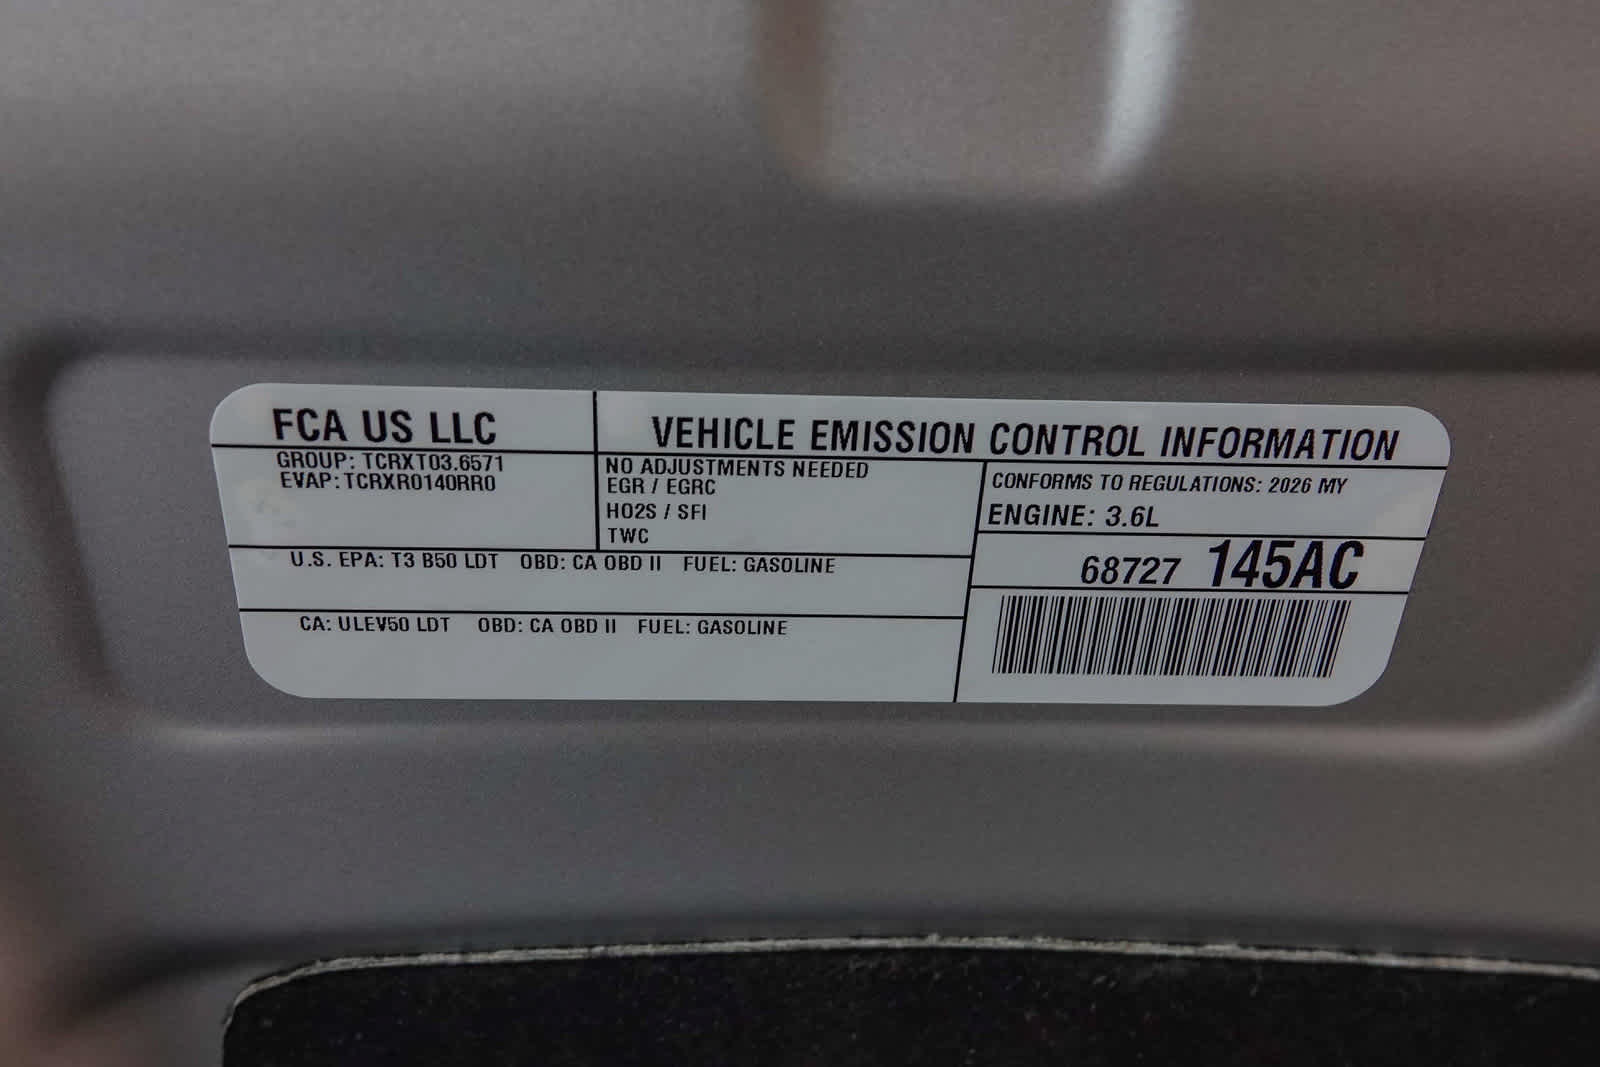 FCA US LLC
VEHICLE EMISSION CONTROL INFORMATION
GROUP: TCRXT03.6571
EVAP: TCRXR0140RR0
NO ADJUSTMENTS NEEDED
EGR / EGRC
HO2S / SFI
TWC
CONFORMS TO REGULATIONS: 2026 MY
ENGINE: 3.6L
68727 145AC
U.S. EPA: T3 B50 LDT OBD: CA OBD II FUEL: GASOLINE
CA: ULEV50 LDT OBD: CA OBD II FUEL: GASOLINE